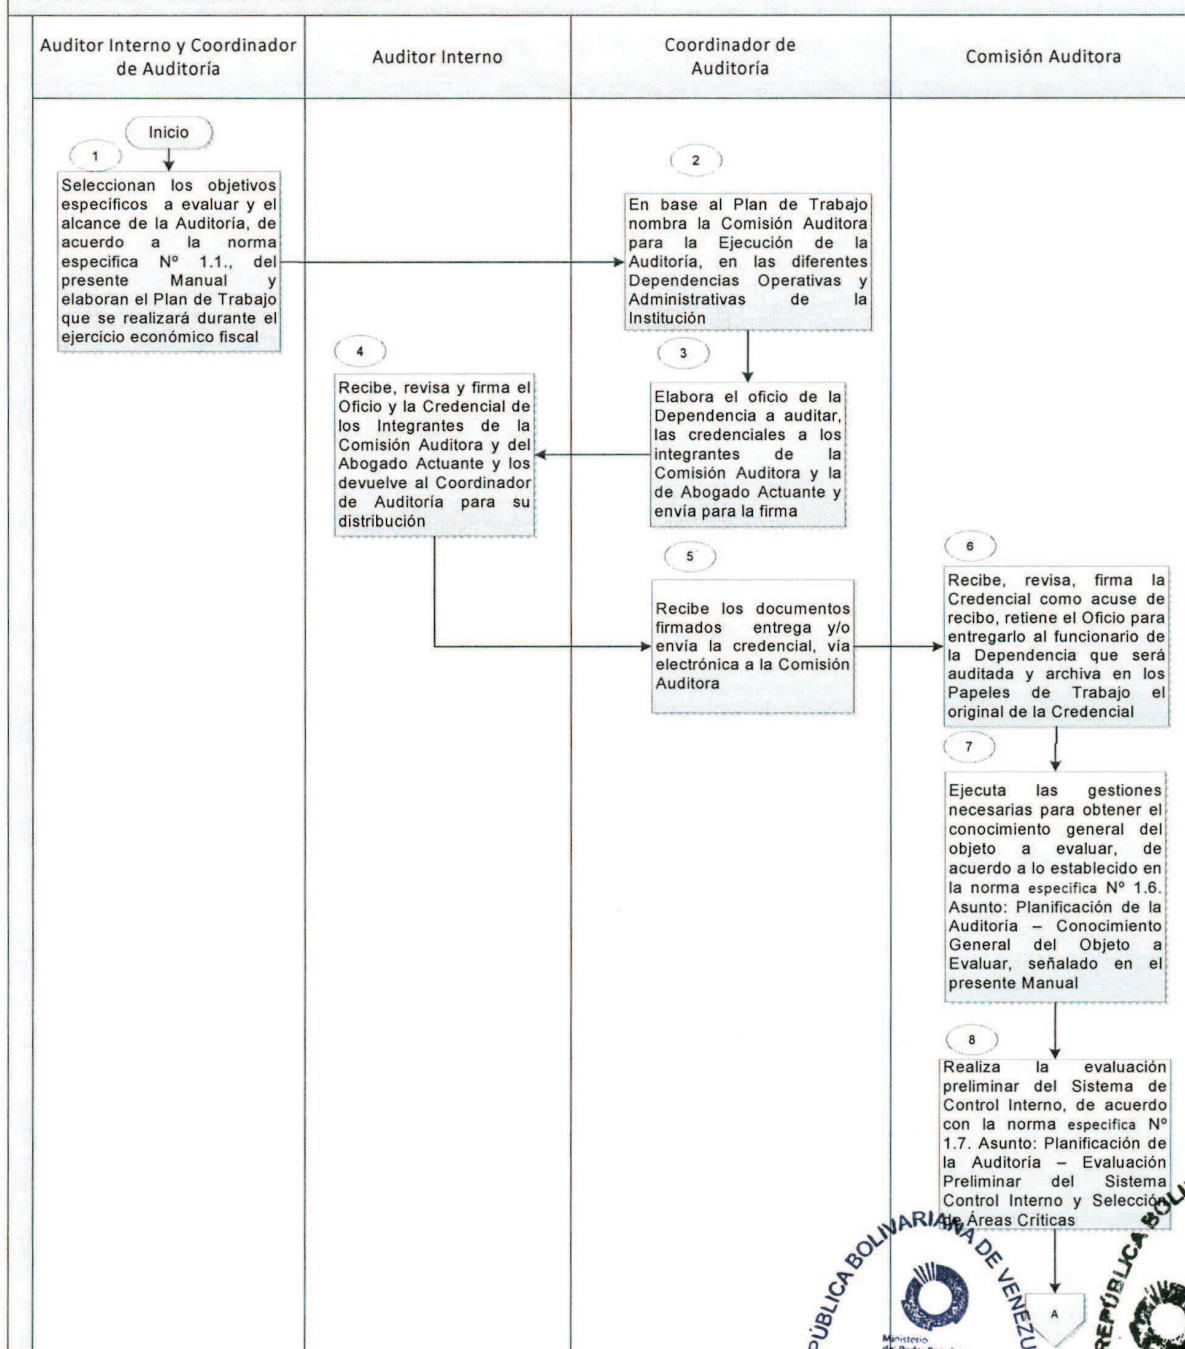 Auditor Interno y Coordinador
de Auditoría
Auditor Interno
Coordinador de
Auditoría
Comisión Auditora
Inicio
1
Seleccionan los objetivos
específicos a evaluar y el
alcance de la Auditoría, de
acuerdo a la norma
especifica Nº 1.1., del
presente Manual y
elaboran el Plan de Trabajo
que se realizará durante el
ejercicio económico fiscal
2
En base al Plan de Trabajo
nombra la Comisión Auditora
para la Ejecución de la
Auditoría, en las diferentes
Dependencias Operativas y
Administrativas de la
Institución
3
Elabora el oficio de la
Dependencia a auditar,
las credenciales a los
integrantes de la
Comisión Auditora y la
de Abogado Actuante y
envía para la firma
4
Recibe, revisa y firma el
Oficio y la Credencial de
los Integrantes de la
Comisión Auditora y del
Abogado Actuante y los
devuelve al Coordinador
de Auditoría para su
distribución
5
Recibe los documentos
firmados entrega y/o
envía la credencial, vía
electrónica a la Comisión
Auditora
6
Recibe, revisa, firma la
Credencial como acuse de
recibo, retiene el Oficio para
entregarlo al funcionario de
la Dependencia que será
auditada y archiva en los
Papeles de Trabajo el
original de la Credencial
7
Ejecuta las gestiones
necesarias para obtener el
conocimiento general del
objeto a evaluar, de
acuerdo a lo establecido en
la norma especifica Nº 1.6.
Asunto: Planificación de la
Auditoría – Conocimiento
General del Objeto a
Evaluar, señalado en el
presente Manual
8
Realiza la evaluación
preliminar del Sistema de
Control Interno, de acuerdo
con la norma especifica Nº
1.7. Asunto: Planificación de
la Auditoría – Evaluación
Preliminar del Sistema
Control Interno y Selección
de Áreas Críticas
A
PÚBLICA BOLIVARIANA DE VENEZU
Ministerio
REPÚBLICA BOLI